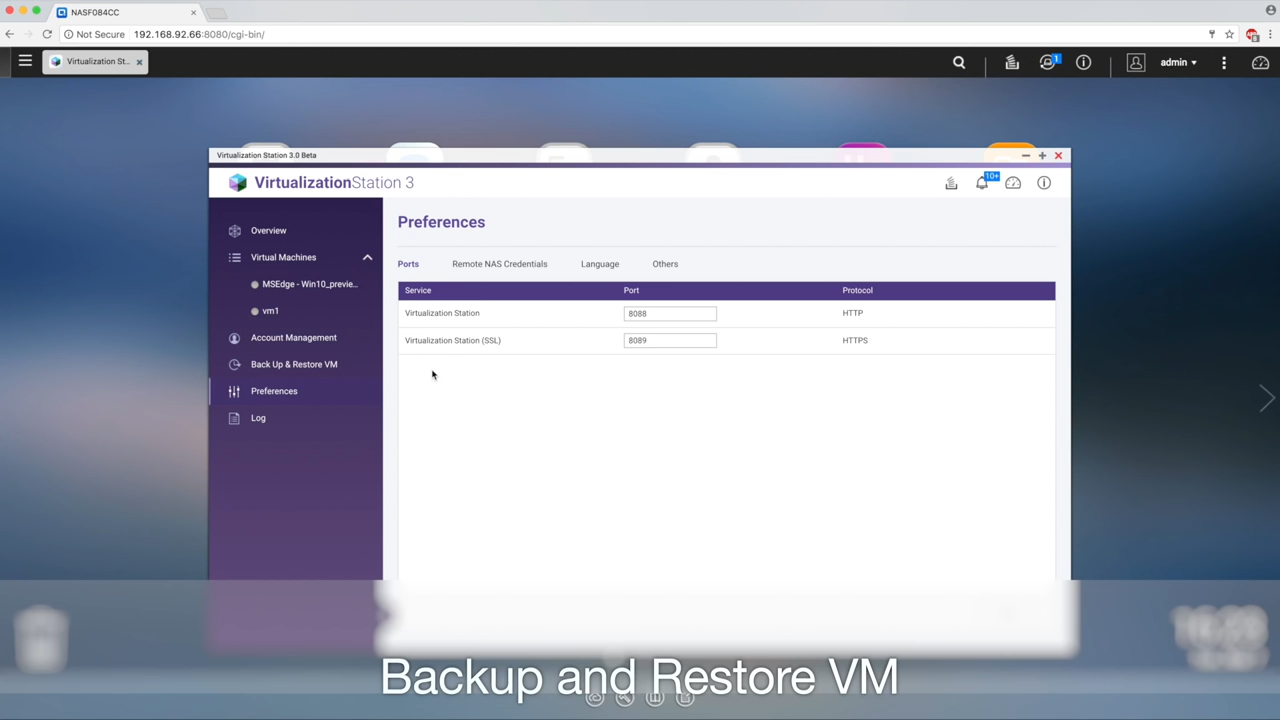 NASF084CC
Not Secure 192.168.92.66:8080/cgi-bin/
Virtualization St...
1
admin
Virtualization Station 3.0 Beta
VirtualizationStation 3
10+
Overview
Virtual Machines
MSEdge - Win10_previe...
vm1
Account Management
Back Up & Restore VM
Preferences
Log
Preferences
Ports Remote NAS Credentials Language Others
Service Port Protocol
Virtualization Station 8088 HTTP
Virtualization Station (SSL) 8089 HTTPS
Backup and Restore VM